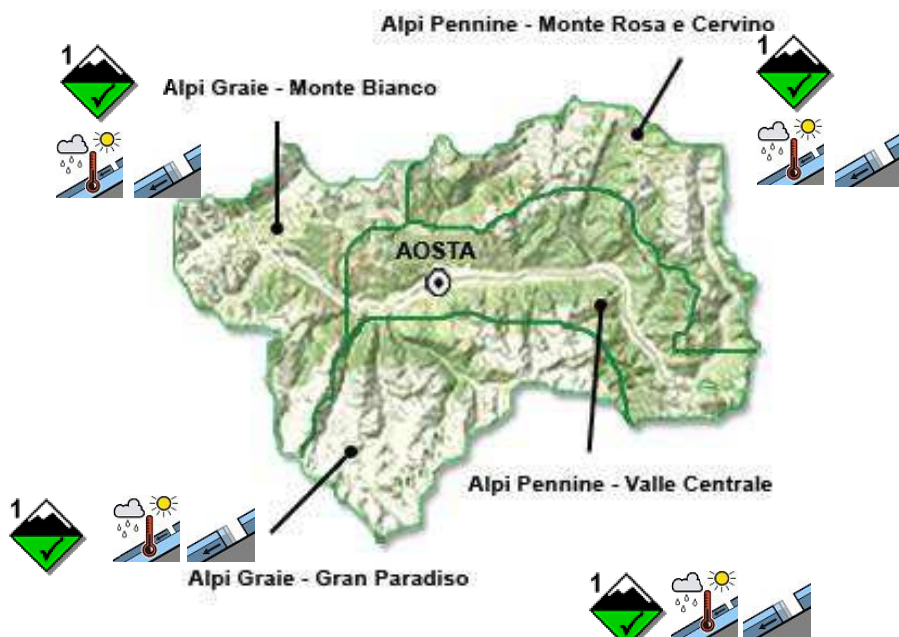 Alpi Pennine - Monte Rosa e Cervino
1
1
Alpi Graie - Monte Bianco
AOSTA
Alpi Pennine - Valle Centrale
1
Alpi Graie - Gran Paradiso
1